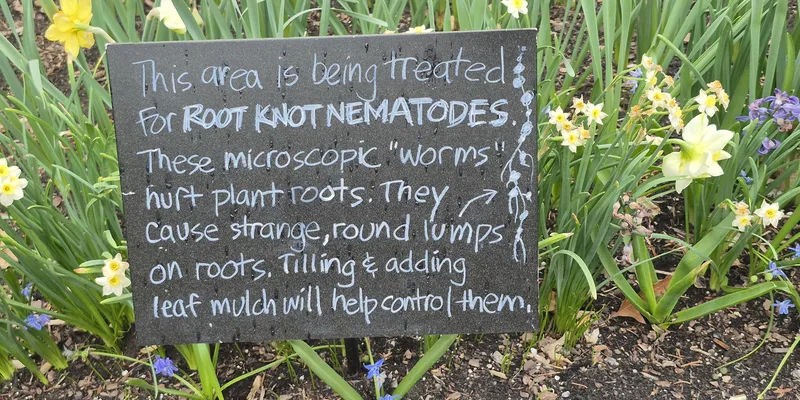 This area is being treated
for ROOT KNOT NEMATODES.
These microscopic "worms"
hurt plant roots. They
cause strange, round lumps
on roots. Tilling & adding
leaf mulch will help control them.